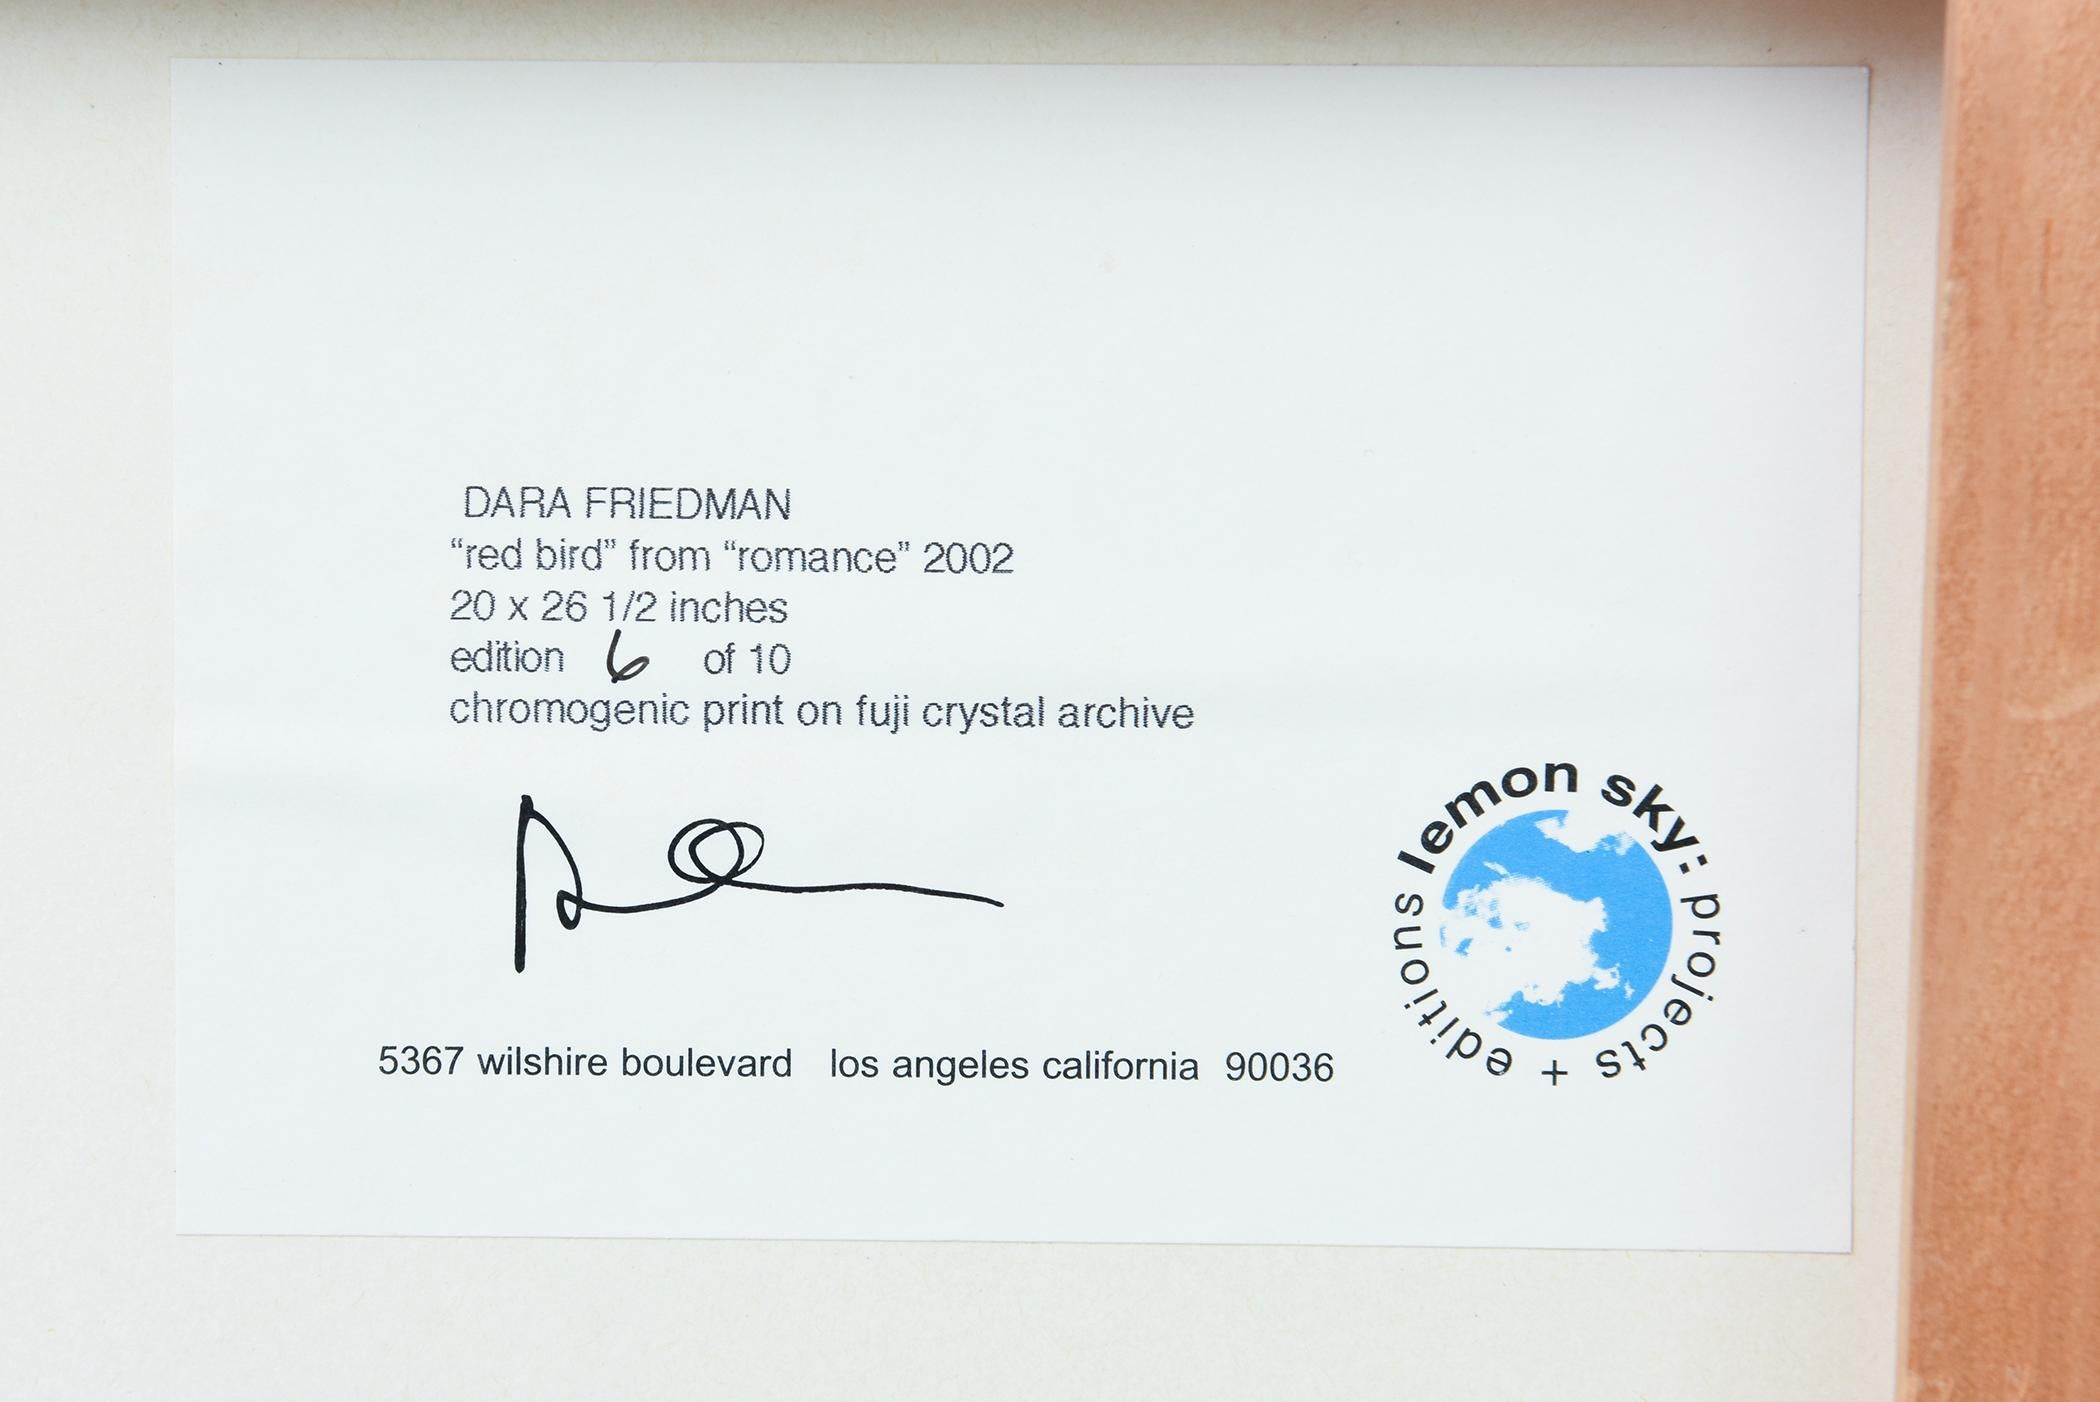 DARA FRIEDMAN
“red bird” from “romance” 2002
20 x 26 1/2 inches
edition 6 of 10
chromogenic print on fuji crystal archive
5367 wilshire boulevard los angeles california 90036
lemon sky: projects + editions